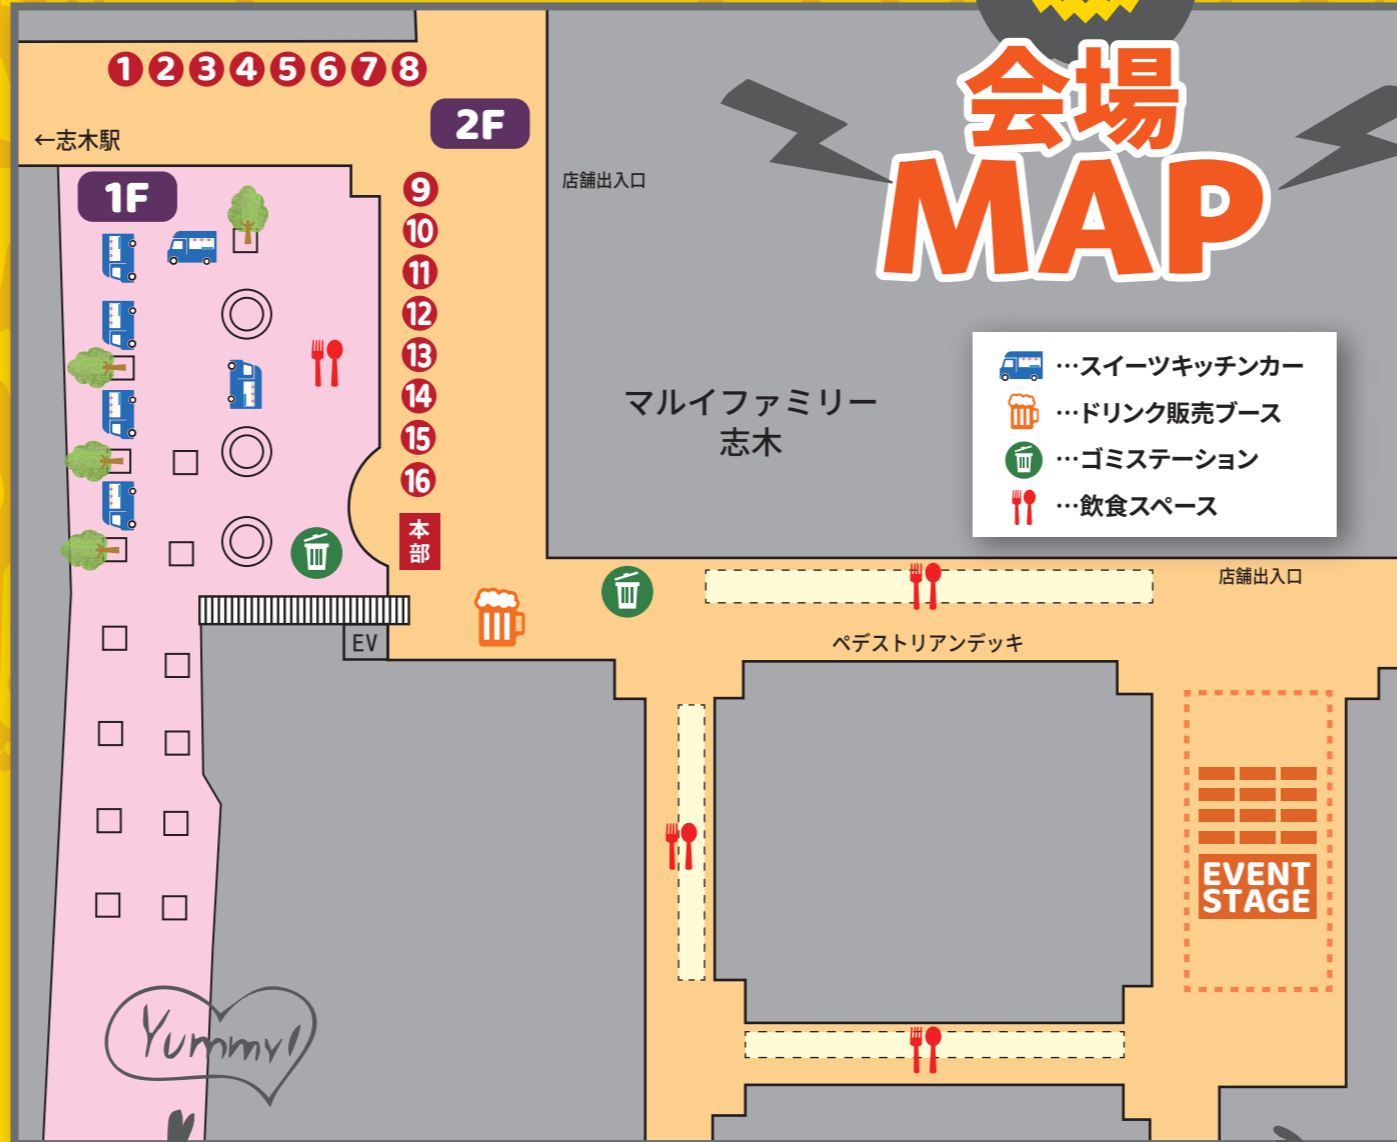 会場
MAP
1 2 3 4 5 6 7 8
2F
←志木駅
1F
9
10
11
12
13
14
15
16
本部
店舗出入口
マルイファミリー
志木
…スイーツキッチンカー
…ドリンク販売ブース
…ゴミステーション
…飲食スペース
店舗出入口
EV
ペデストリアンデッキ
EVENT
STAGE
Yummy!